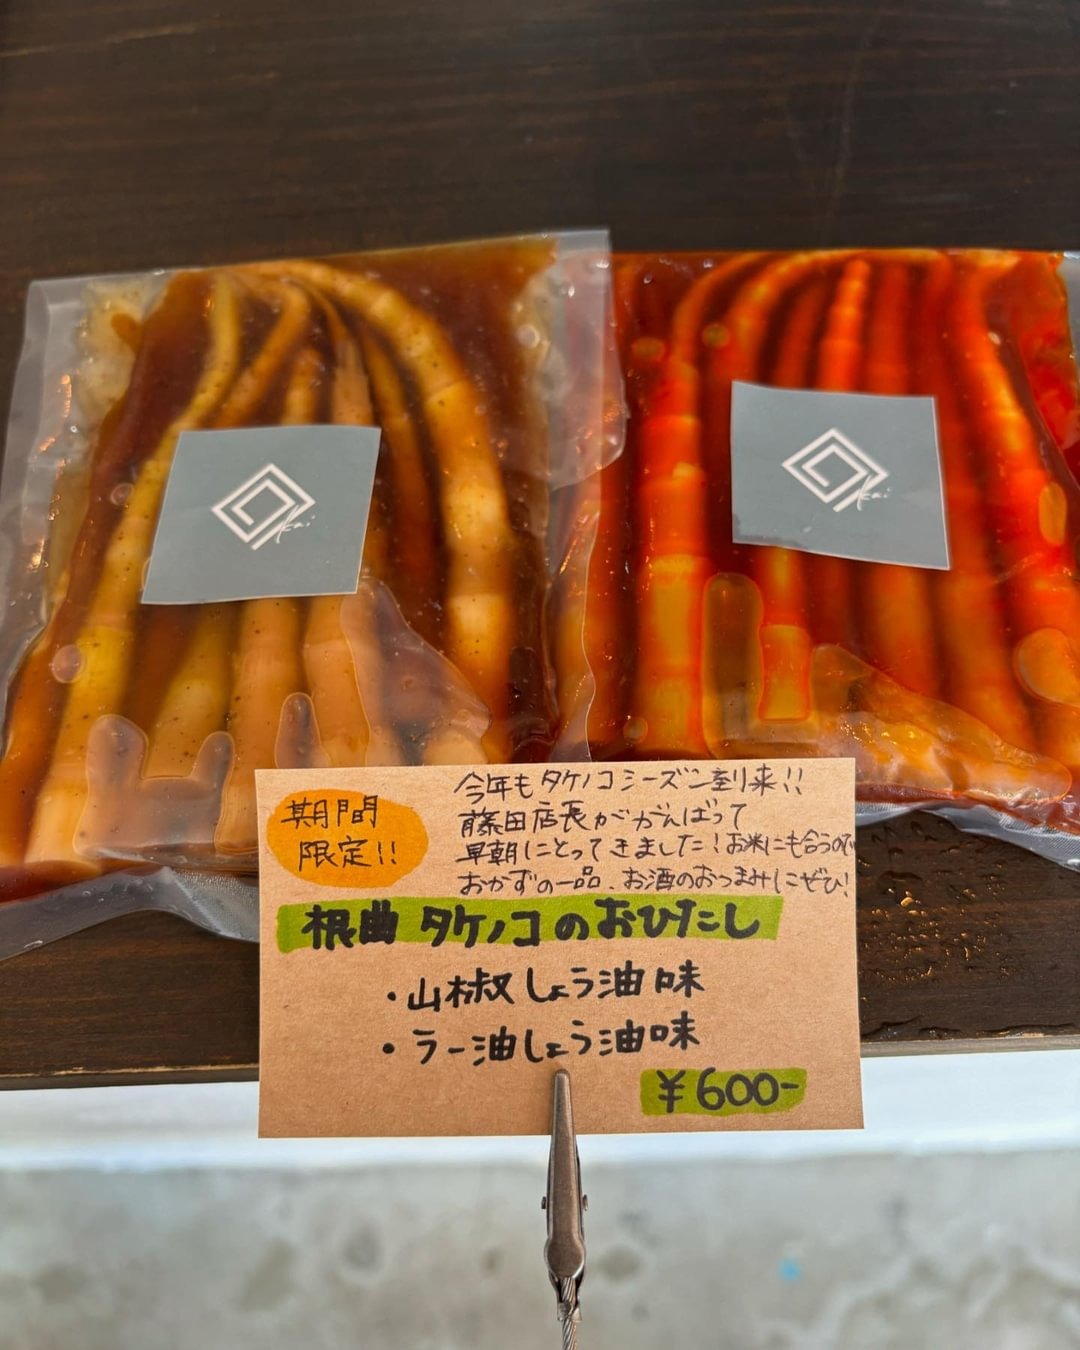 Akai
Akai
期間
限定!!
今年もタケノコシーズン到来!!
藤田店長ががんばって
早朝にとってきました!お米にも合うので
おかずの一品、お酒のおつまみにぜひ!
根曲タケノコのおひたし
・山椒しょう油味
・ラー油しょう油味
¥600-